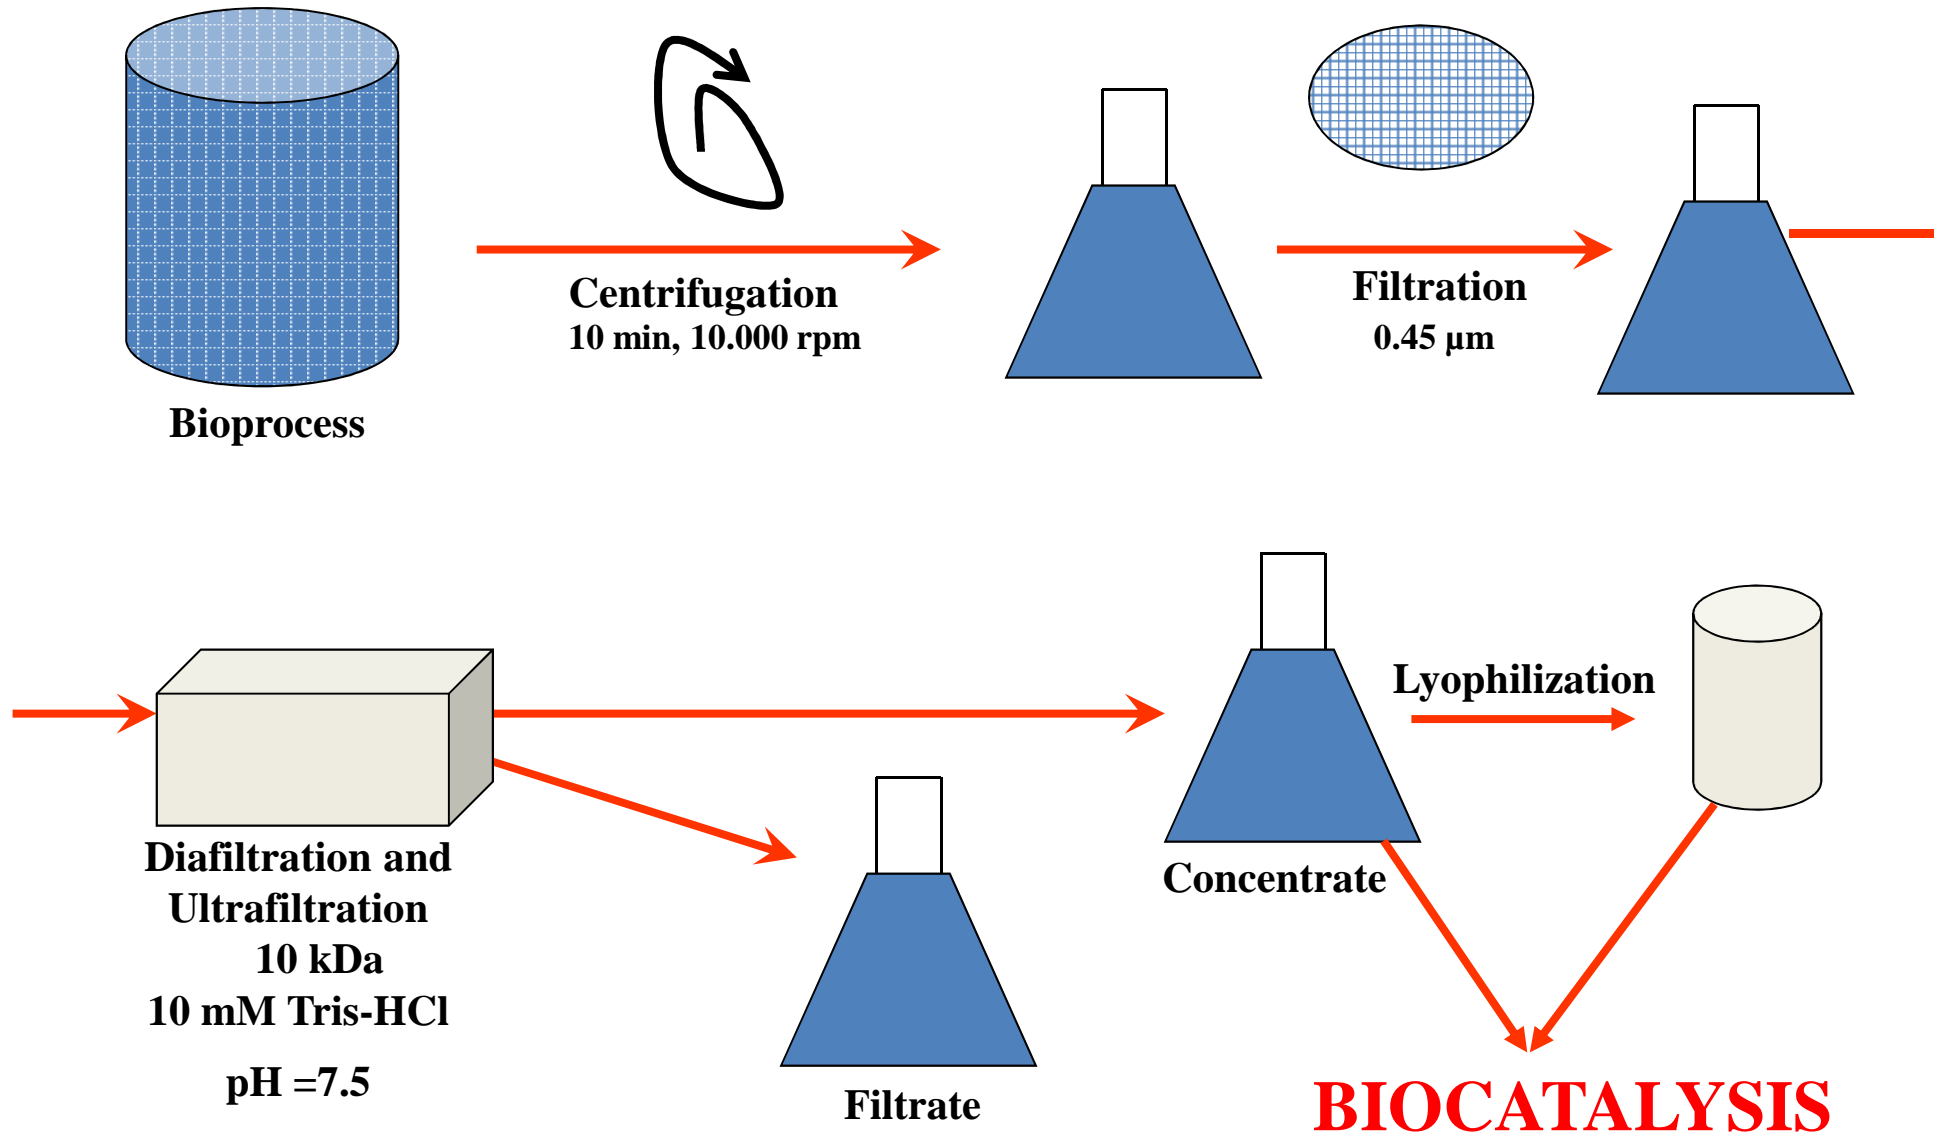 Bioprocess
Centrifugation
10 min, 10.000 rpm
Filtration
0.45 µm
Diafiltration and
Ultrafiltration
10 kDa
10 mM Tris-HCl
pH =7.5
Filtrate
Concentrate
Lyophilization
BIOCATALYSIS